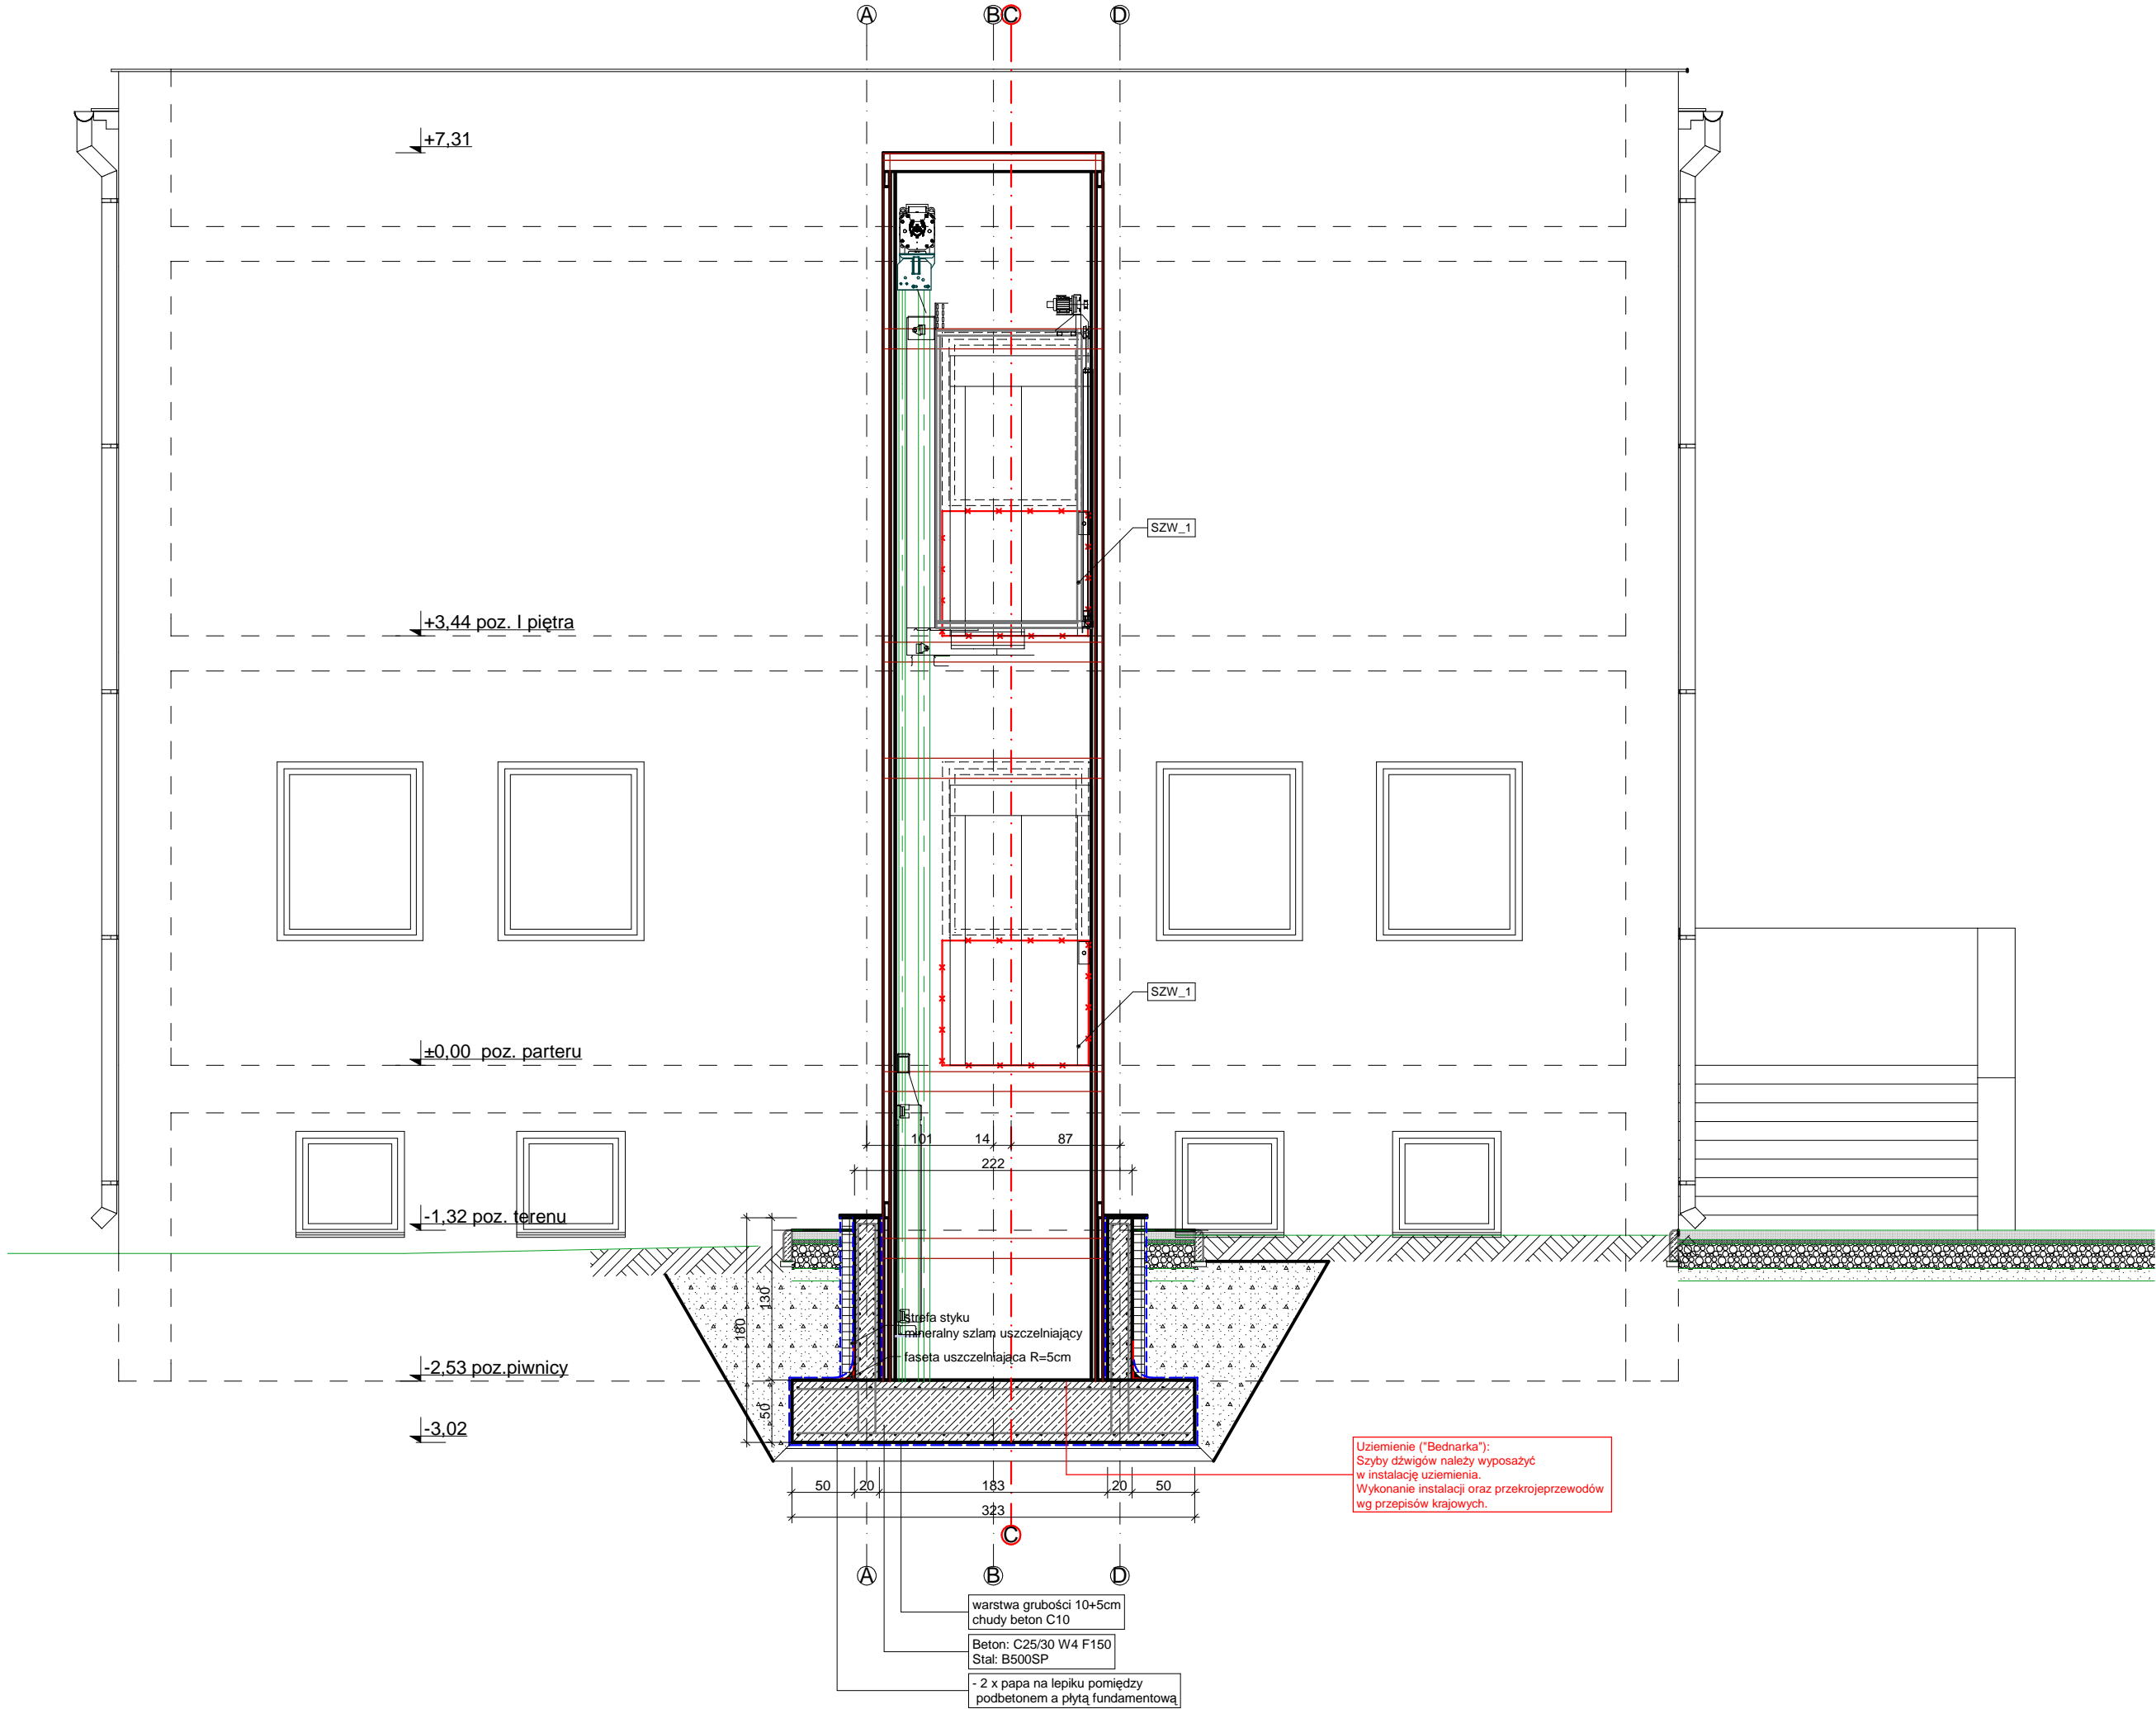 A
B
C
D
+7,31
SZW_1
+3,44 poz. I piętra
SZW_1
±0,00 poz. parteru
101
14
87
222
-1,32 poz. terenu
180
130
50
strefa styku
mineralny szlam uszczelniający
faseta uszczelniająca R=5cm
-2,53 poz.piwnicy
-3,02
Uziemienie ("Bednarka"):
Szyby dźwigów należy wyposażyć
w instalację uziemienia.
Wykonanie instalacji oraz przekrojeprzewodów
wg przepisów krajowych.
50
20
183
20
50
323
C
A
B
D
warstwa grubości 10+5cm
chudy beton C10
Beton: C25/30 W4 F150
Stal: B500SP
- 2 x papa na lepiku pomiędzy
podbetonem a płytą fundamentową